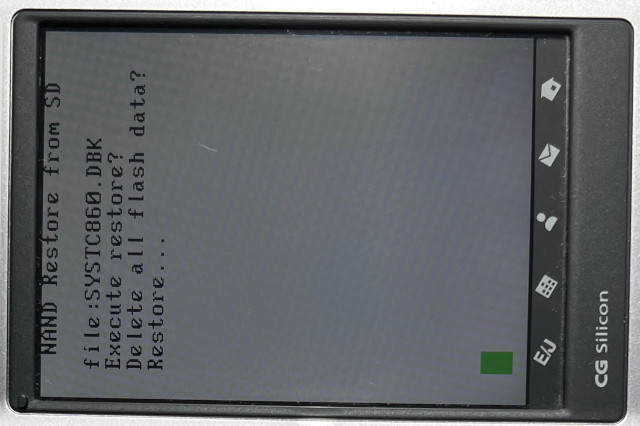 NAND Restore from SD
file:SYSTC860.DBK
Execute restore?
Delete all flash data?
Restore...
E/J
CG Silicon